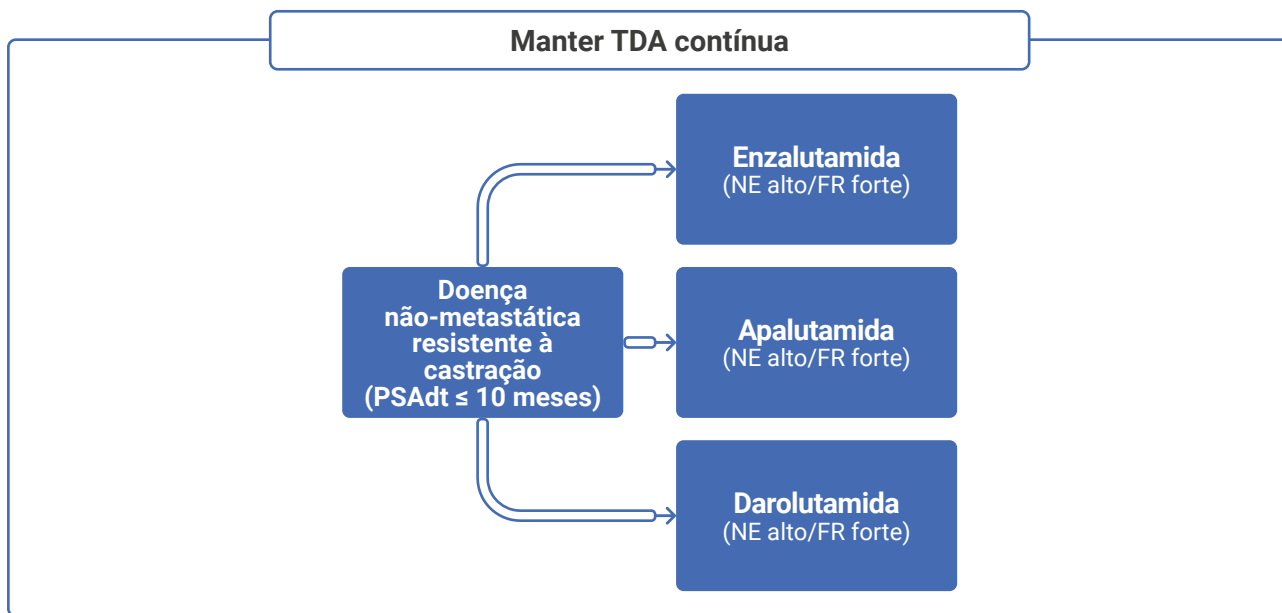 Manter TDA contínua
Enzalutamida
(NE alto/FR forte)
Doença
não-metastática
resistente à
castração
(PSAdt ≤ 10 meses)
Apalutamida
(NE alto/FR forte)
Darolutamida
(NE alto/FR forte)